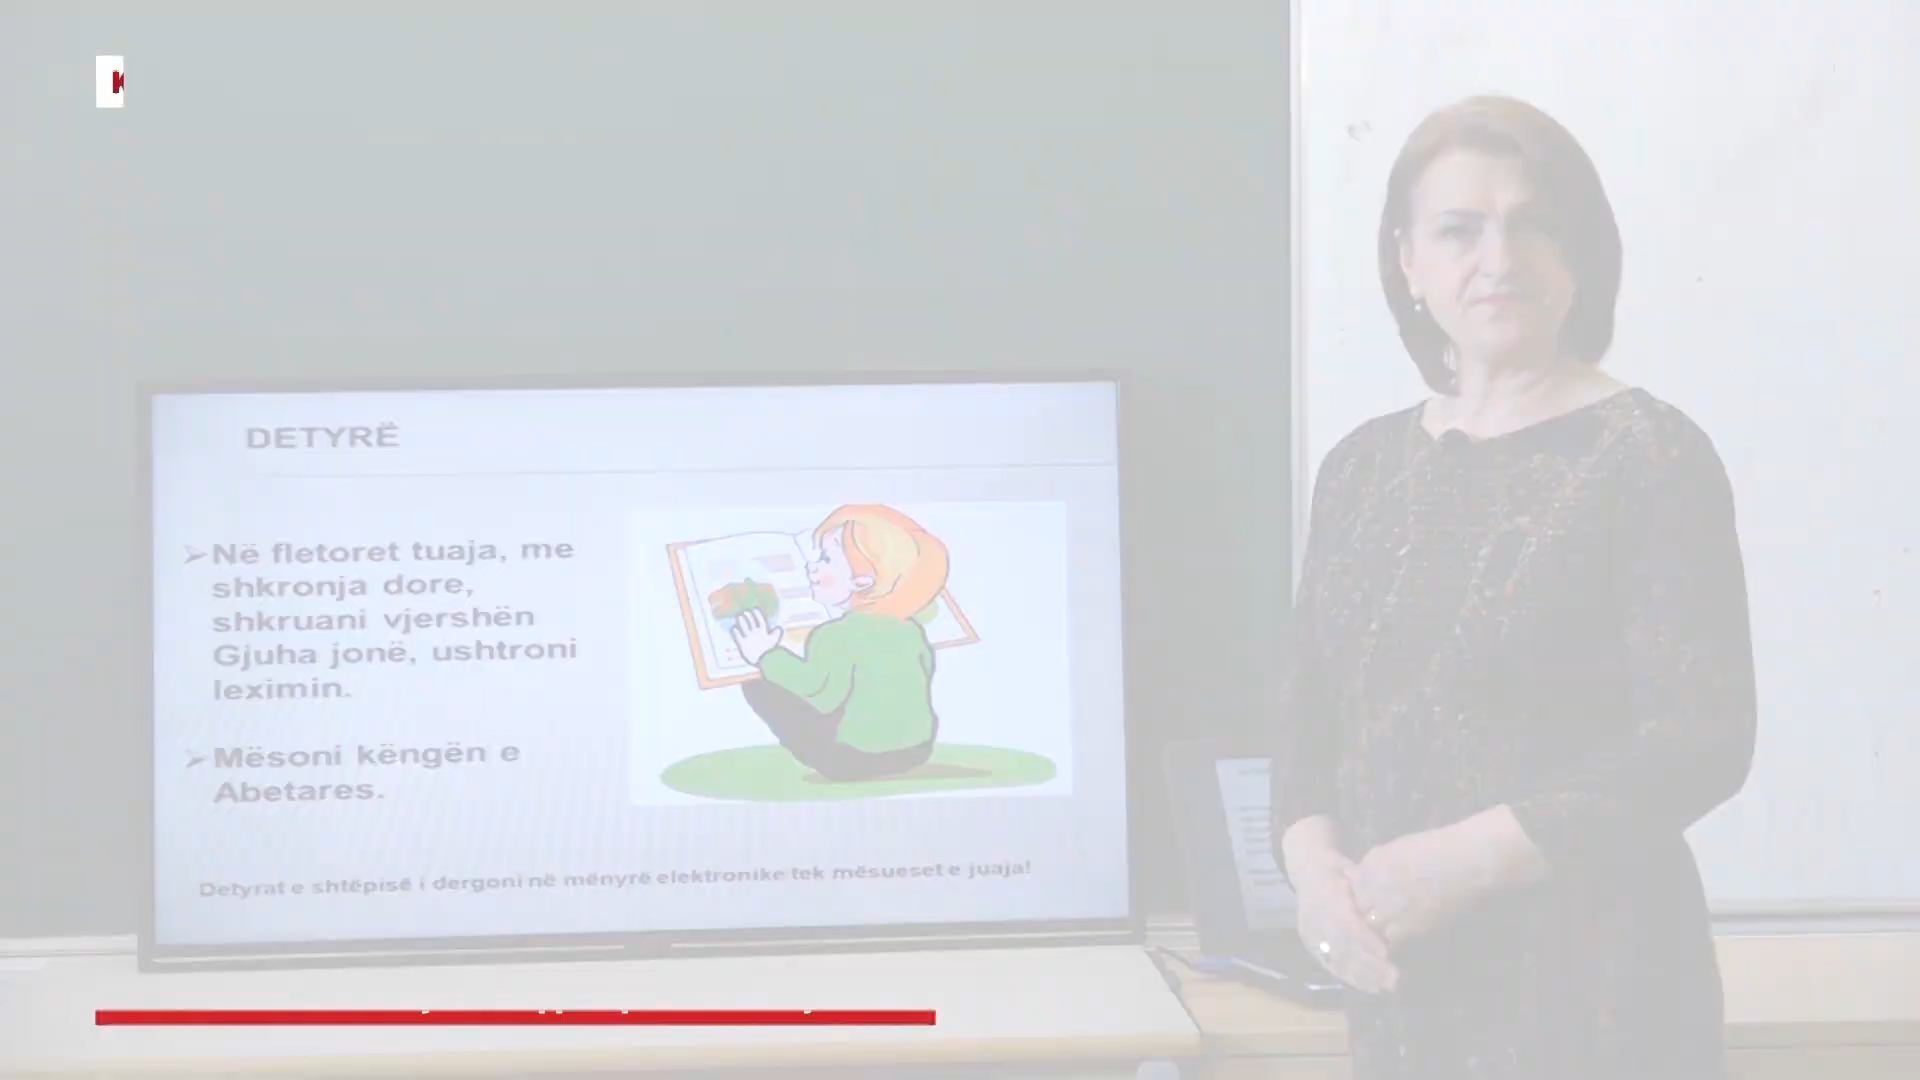 DETYRË
➢Në fletoret tuaja, me
shkronja dore,
shkruani vjershën
Gjuha jonë, ushtroni
leximin.
➢Mësoni këngën e
Abetares.
Detyrat e shtëpisë i dergoni në mënyrë elektronike tek mësueset e juaja!